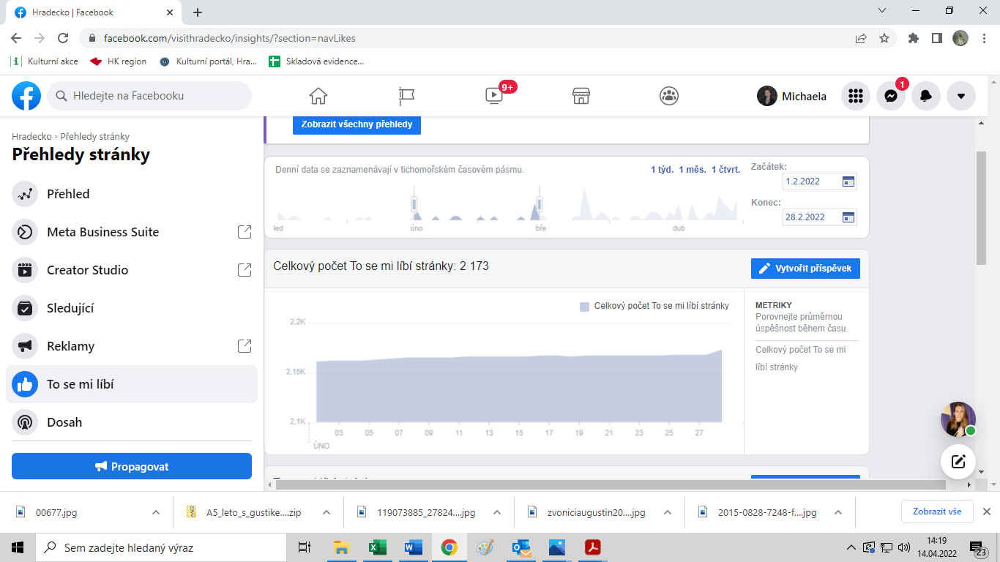 Hradecko | Facebook
facebook.com/visithradecko/insights/?section=navLikes
Kulturní akce
HK region
Kulturní portál, Hra...
Skladová evidence...
Hledejte na Facebooku
9+
Michaela
1
Hradecko › Přehledy stránky
Přehledy stránky
Přehled
Meta Business Suite
Creator Studio
Sledující
Reklamy
To se mi líbí
Dosah
Propagovat
Zobrazit všechny přehledy
Denní data se zaznamenávají v tichomořském časovém pásmu.
1 týd. 1 měs. 1 čtvrt.
Začátek:
1.2.2022
Konec:
28.2.2022
led
úno
bře
dub
Celkový počet To se mi líbí stránky: 2 173
Vytvořit příspěvek
Celkový počet To se mi líbí stránky
2,2K
2,15K
2,1K
03 05 07 09 11 13 15 17 19 21 23 25 27
ÚNO
METRIKY
Porovnejte průměrnou
úspěšnost během času.
Celkový počet To se mi
líbí stránky
00677.jpg
A5_leto_s_gustike....zip
119073885_27824....jpg
zvoniciaugustin20....jpg
2015-0828-7248-f....jpg
Zobrazit vše
Sem zadejte hledaný výraz
14:19
14.04.2022
23